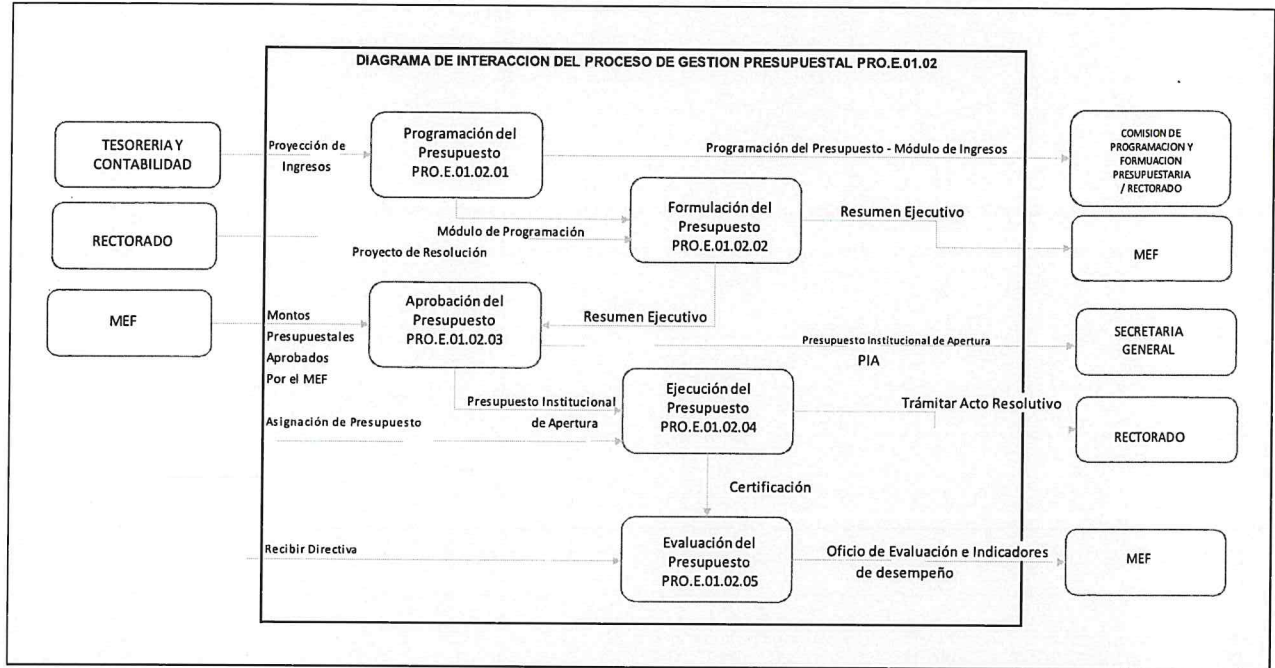 DIAGRAMA DE INTERACCION DEL PROCESO DE GESTION PRESUPUESTAL PRO.E.01.02
TESORERIA Y
CONTABILIDAD
Proyección de
Ingresos
Programación del
Presupuesto
PRO.E.01.02.01
Programación del Presupuesto - Módulo de Ingresos
COMISION DE
PROGRAMACION Y
FORMUACION
PRESUPUESTARIA
/ RECTORADO
RECTORADO
Módulo de Programación
Proyecto de Resolución
Formulación del
Presupuesto
PRO.E.01.02.02
Resumen Ejecutivo
MEF
MEF
Montos
Presupuestales
Aprobados
Por el MEF
Aprobación del
Presupuesto
PRO.E.01.02.03
Resumen Ejecutivo
Presupuesto Institucional de Apertura
PIA
SECRETARIA
GENERAL
Presupuesto Institucional
de Apertura
Asignación de Presupuesto
Ejecución del
Presupuesto
PRO.E.01.02.04
Trámitar Acto Resolutivo
RECTORADO
Certificación
Recibir Directiva
Evaluación del
Presupuesto
PRO.E.01.02.05
Oficio de Evaluación e Indicadores
de desempeño
MEF